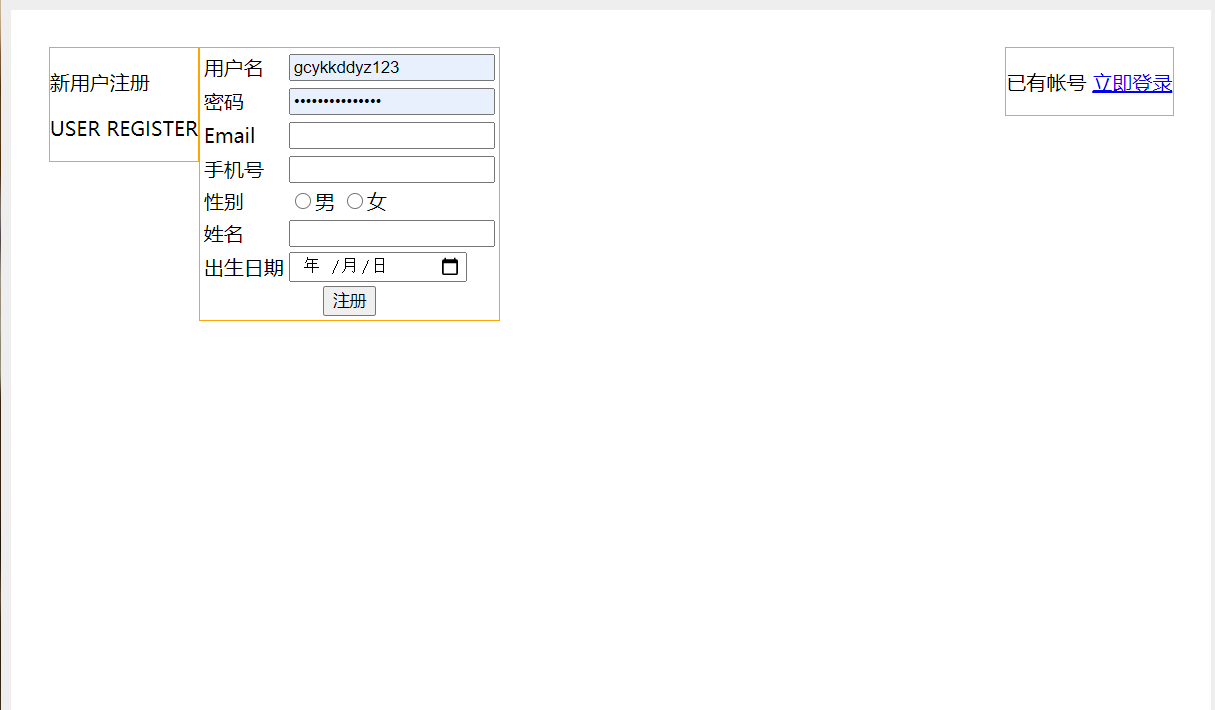 新用户注册
USER REGISTER
用户名 gcykkddyz123
密码 •••••••••••••••
Email
手机号
性别 男 女
姓名
出生日期 年 /月/日
注册
已有帐号 立即登录